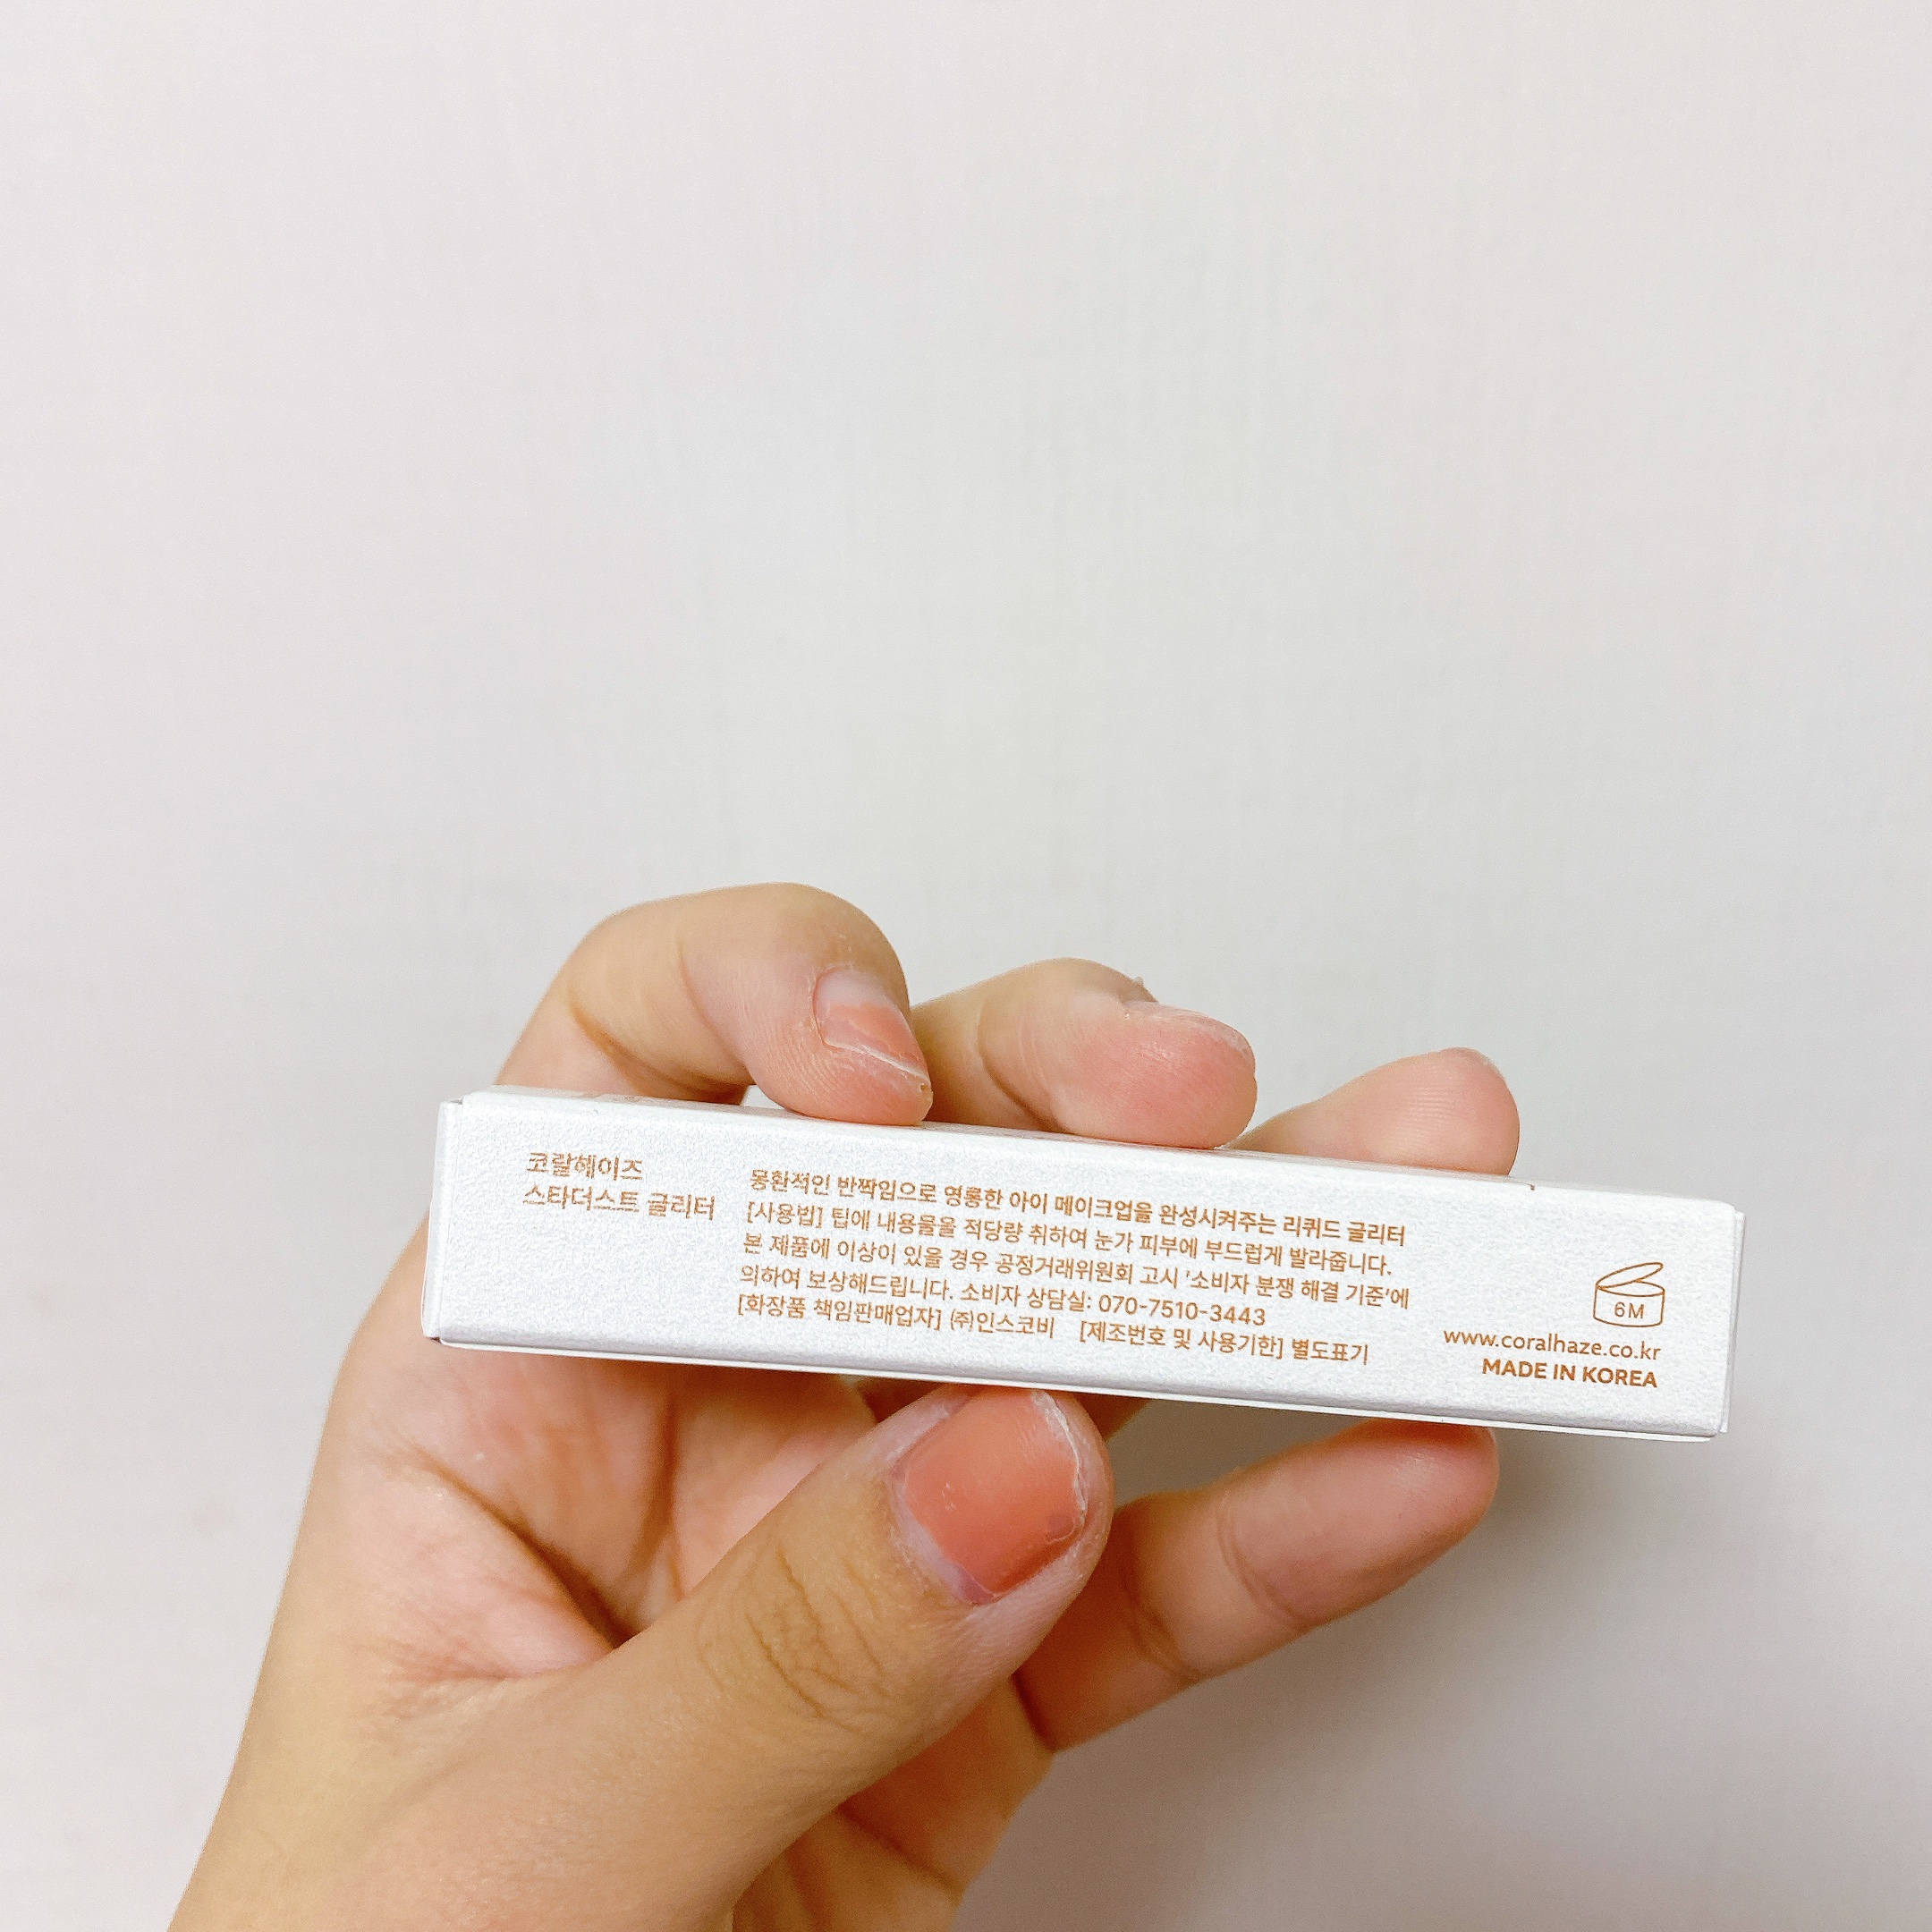 코랄헤이즈
스타더스트 글리터
몽환적인 반짝임으로 영롱한 아이 메이크업을 완성시켜주는 리퀴드 글리터
[사용법] 팁에 내용물을 적당량 취하여 눈가 피부에 부드럽게 발라줍니다.
본 제품에 이상이 있을 경우 공정거래위원회 고시 '소비자 분쟁 해결 기준'에
의하여 보상해드립니다. 소비자 상담실: 070-7510-3443
[화장품 책임판매업자] ㈜인스코비 [제조번호 및 사용기한] 별도표기
6M
www.coralhaze.co.kr
MADE IN KOREA